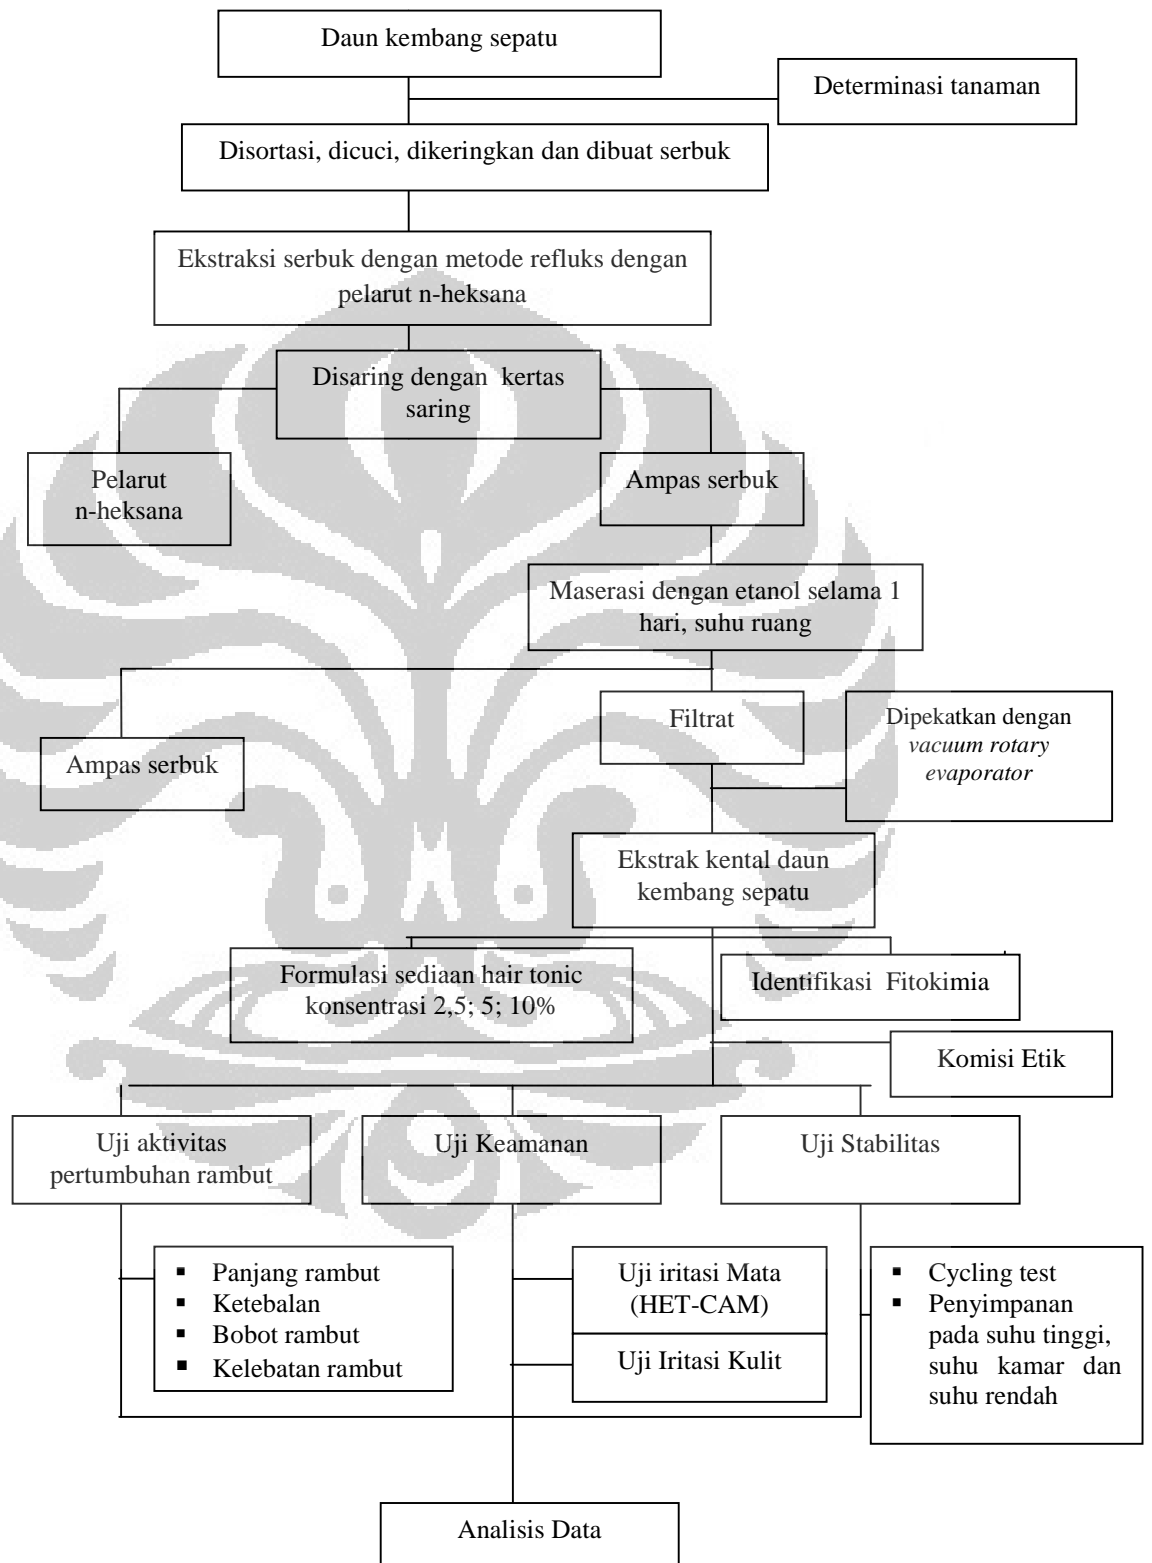 Daun kembang sepatu
Determinasi tanaman
Disortasi, dicuci, dikeringkan dan dibuat serbuk
Ekstraksi serbuk dengan metode refluks dengan
pelarut n-heksana
Disaring dengan kertas
saring
Pelarut
n-heksana
Ampas serbuk
Maserasi dengan etanol selama 1
hari, suhu ruang
Ampas serbuk
Filtrat
Dipekatkan dengan
vacuum rotary
evaporator
Ekstrak kental daun
kembang sepatu
Formulasi sediaan hair tonic
konsentrasi 2,5; 5; 10%
Identifikasi Fitokimia
Komisi Etik
Uji aktivitas
pertumbuhan rambut
Uji Keamanan
Uji Stabilitas
▪ Panjang rambut
▪ Ketebalan
▪ Bobot rambut
▪ Kelebatan rambut
Uji iritasi Mata
(HET-CAM)
Uji Iritasi Kulit
▪ Cycling test
▪ Penyimpanan
pada suhu tinggi,
suhu kamar dan
suhu rendah
Analisis Data